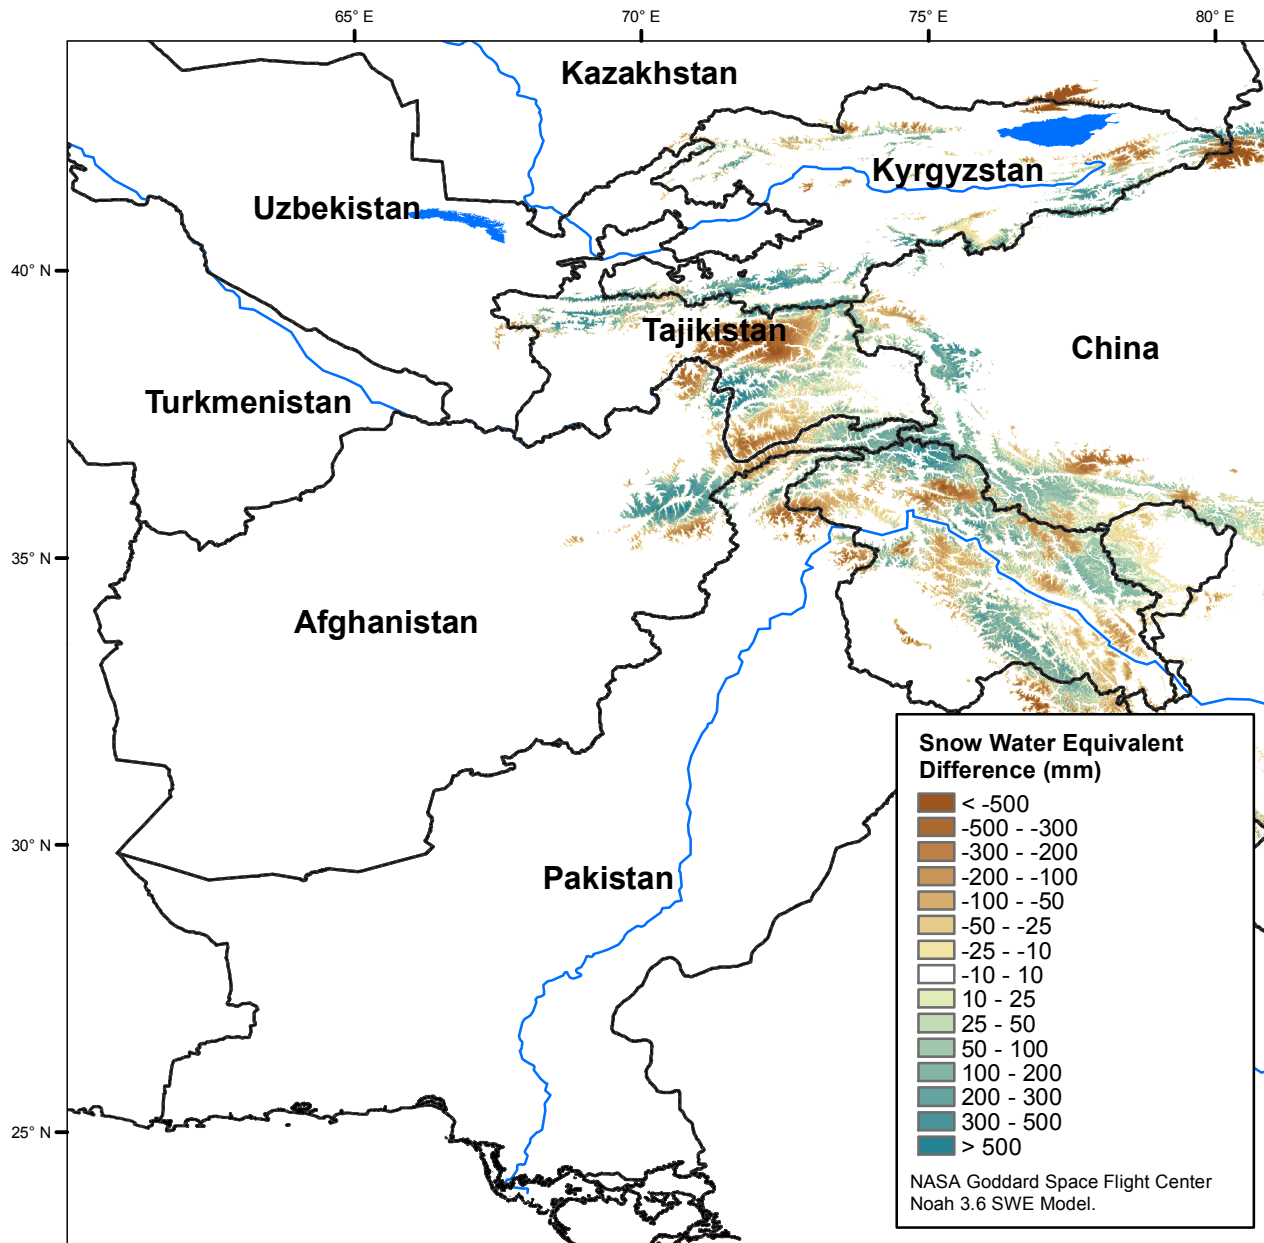 65° E
70° E
75° E
80° E
Kazakhstan
Kyrgyzstan
Uzbekistan
40° N
Tajikistan
China
Turkmenistan
35° N
Afghanistan
Snow Water Equivalent
Difference (mm)
< -500
-500 - -300
-300 - -200
-200 - -100
-100 - -50
-50 - -25
-25 - -10
-10 - 10
10 - 25
25 - 50
50 - 100
100 - 200
200 - 300
300 - 500
> 500
NASA Goddard Space Flight Center
Noah 3.6 SWE Model.
30° N
Pakistan
25° N